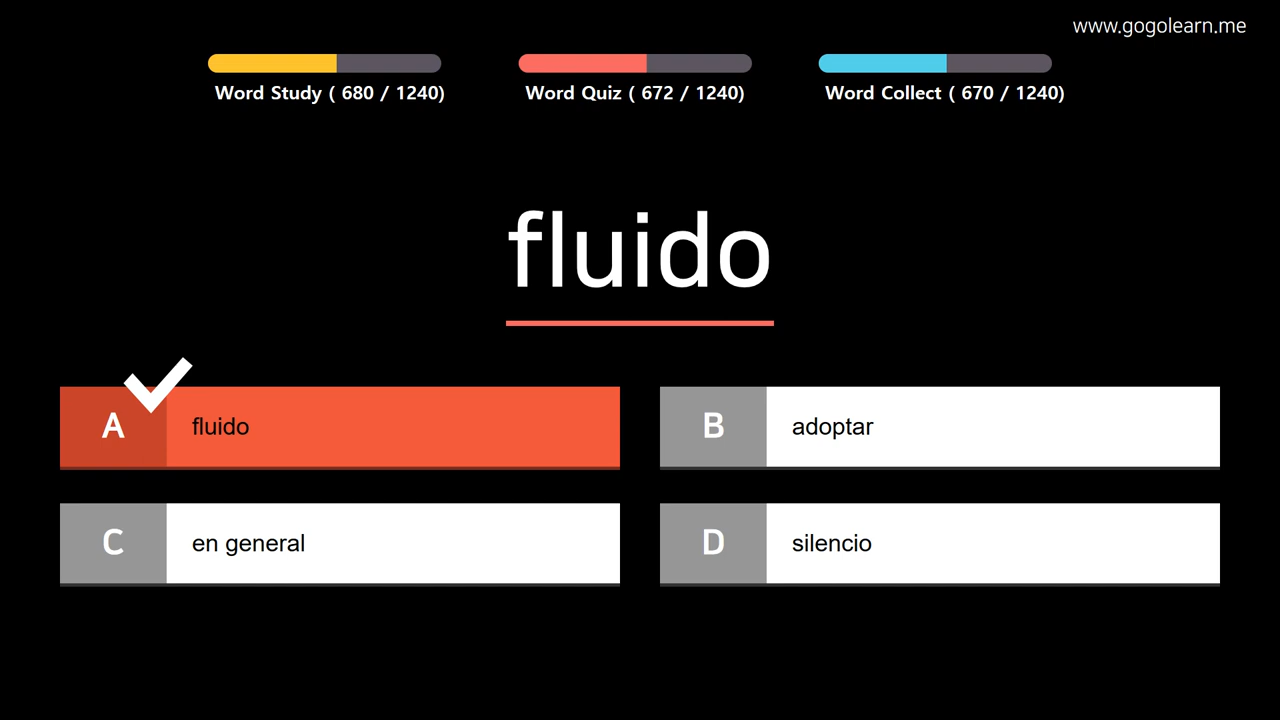 www.gogolearn.me
Word Study ( 680 / 1240)
Word Quiz ( 672 / 1240)
Word Collect ( 670 / 1240)
fluido
A fluido
B adoptar
C en general
D silencio